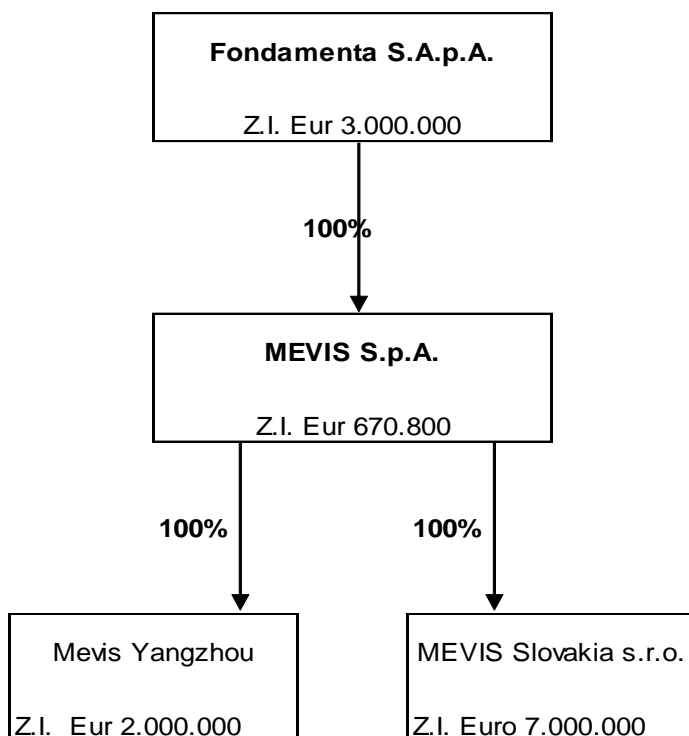 Fondamenta S.A.p.A.
Z.I. Eur 3.000.000
100%
MEVIS S.p.A.
Z.I. Eur 670.800
100%
100%
Mevis Yangzhou
Z.I. Eur 2.000.000
MEVIS Slovakia s.r.o.
Z.I. Euro 7.000.000